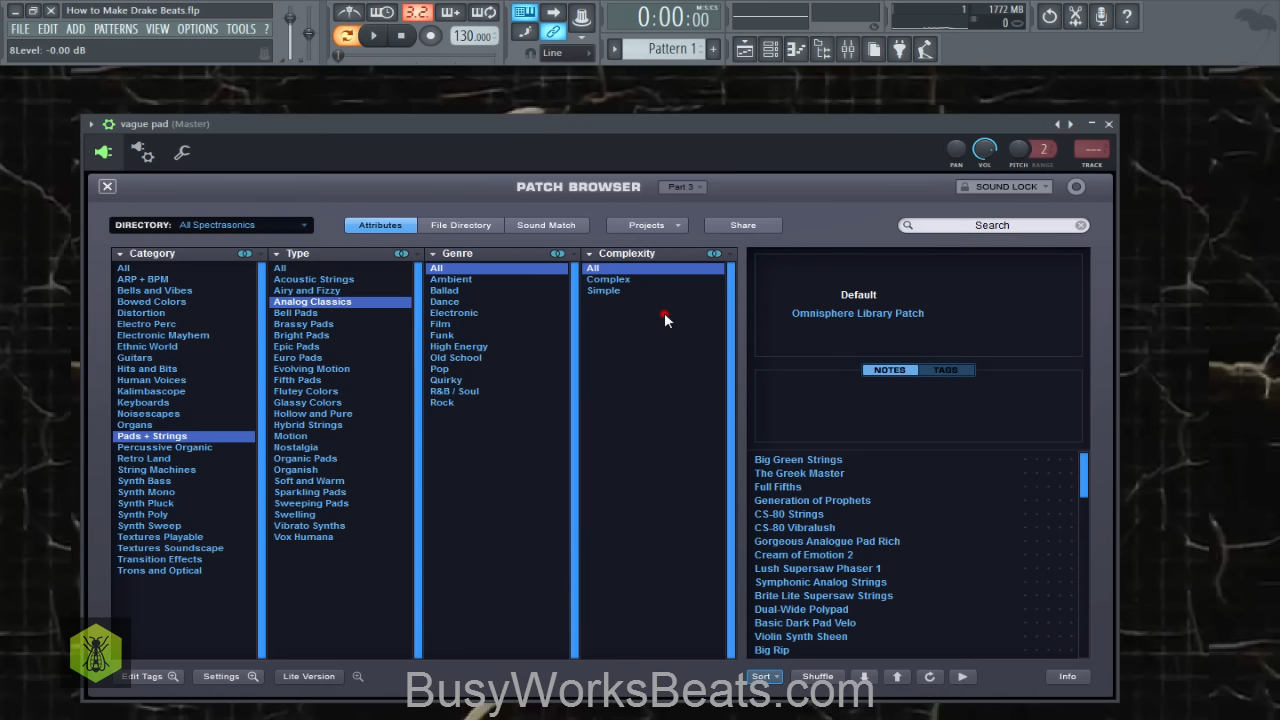 How to Make Drake Beats.flp
FILE EDIT PATTERNS VIEW OPTIONS TOOLS ?
8Level: -0.00 dB
3.2
130.000
Line
0:00:00
M:S:CS
Pattern 1
1
1772 MB
0
vague pad (Master)
2
PAN VOL PITCH RANGE TRACK
PATCH BROWSER
Part 3
SOUND LOCK
DIRECTORY: All Spectrasonics
Attributes
File Directory
Sound Match
Projects
Share
Search
Category
All
ARP + BPM
Bells and Vibes
Bowed Colors
Distortion
Electro Perc
Electronic Mayhem
Ethnic World
Guitars
Hits and Bits
Human Voices
Kalimbascope
Keyboards
Noisescapes
Organs
Pads + Strings
Percussive Organic
Retro Land
String Machines
Synth Bass
Synth Mono
Synth Pluck
Synth Poly
Synth Sweep
Textures Playable
Textures Soundscape
Transition Effects
Trons and Optical
Type
All
Acoustic Strings
Airy and Fizzy
Analog Classics
Bell Pads
Brassy Pads
Bright Pads
Epic Pads
Euro Pads
Evolving Motion
Fifth Pads
Flutey Colors
Glassy Colors
Hollow and Pure
Hybrid Strings
Motion
Nostalgia
Organic Pads
Organish
Soft and Warm
Sparkling Pads
Sweeping Pads
Swelling
Vibrato Synths
Vox Humana
Genre
All
Ambient
Ballad
Dance
Electronic
Film
Funk
High Energy
Old School
Pop
Quirky
R&B / Soul
Rock
Complexity
All
Complex
Simple
Default
Omnisphere Library Patch
NOTES
TAGS
Big Green Strings
The Greek Master
Full Fifths
Generation of Prophets
CS-80 Strings
CS-80 Vibralush
Gorgeous Analogue Pad Rich
Cream of Emotion 2
Lush Supersaw Phaser 1
Symphonic Analog Strings
Brite Lite Supersaw Strings
Dual-Wide Polypad
Basic Dark Pad Velo
Violin Synth Sheen
Big Rip
Edit Tags
Settings
Lite Version
Sort
Shuffle
Info
BusyWorksBeats.com